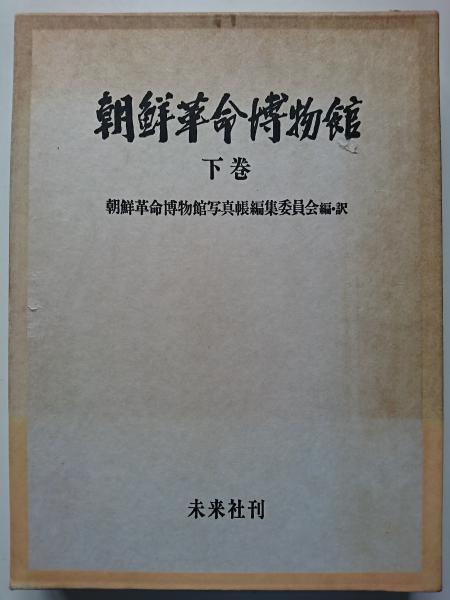 朝鮮革命博物館
下巻
朝鮮革命博物館写真帳編集委員会編・訳
未来社刊